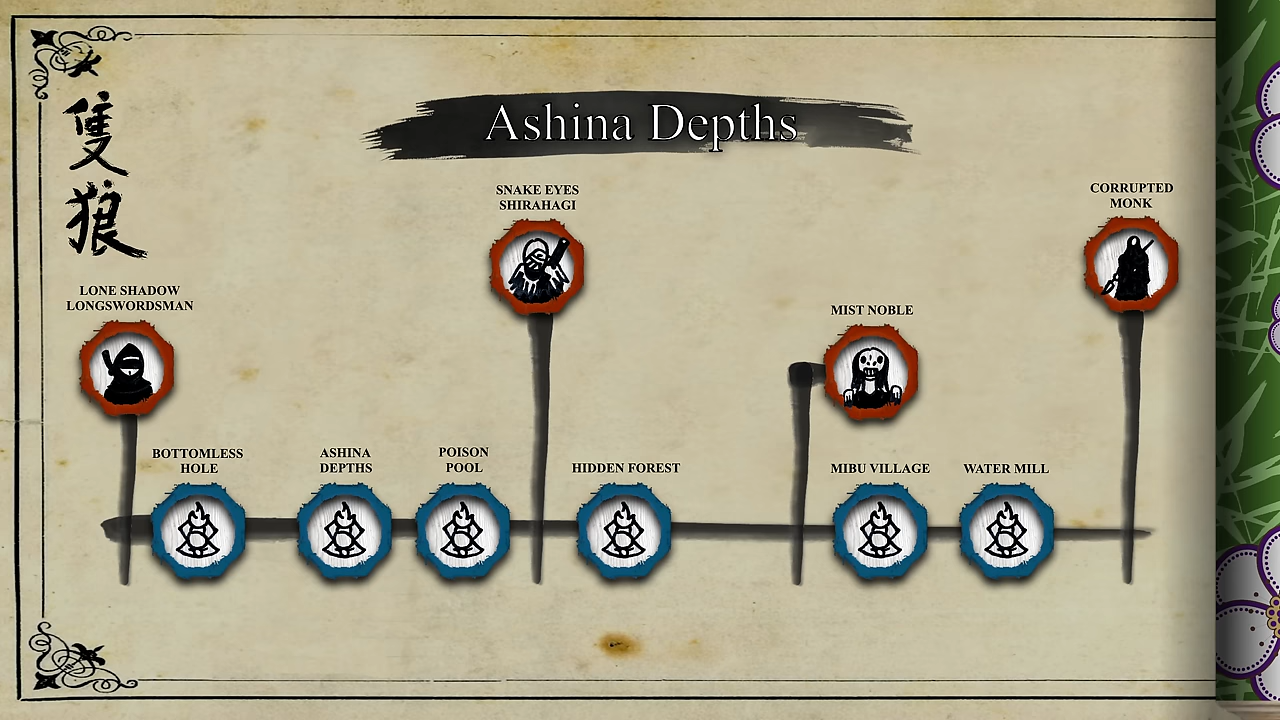 隻狼
Ashina Depths
SNAKE EYES
SHIRAHAGI
CORRUPTED
MONK
LONE SHADOW
LONGSWORDSMAN
MIST NOBLE
BOTTOMLESS
HOLE
ASHINA
DEPTHS
POISON
POOL
HIDDEN FOREST
MIBU VILLAGE
WATER MILL